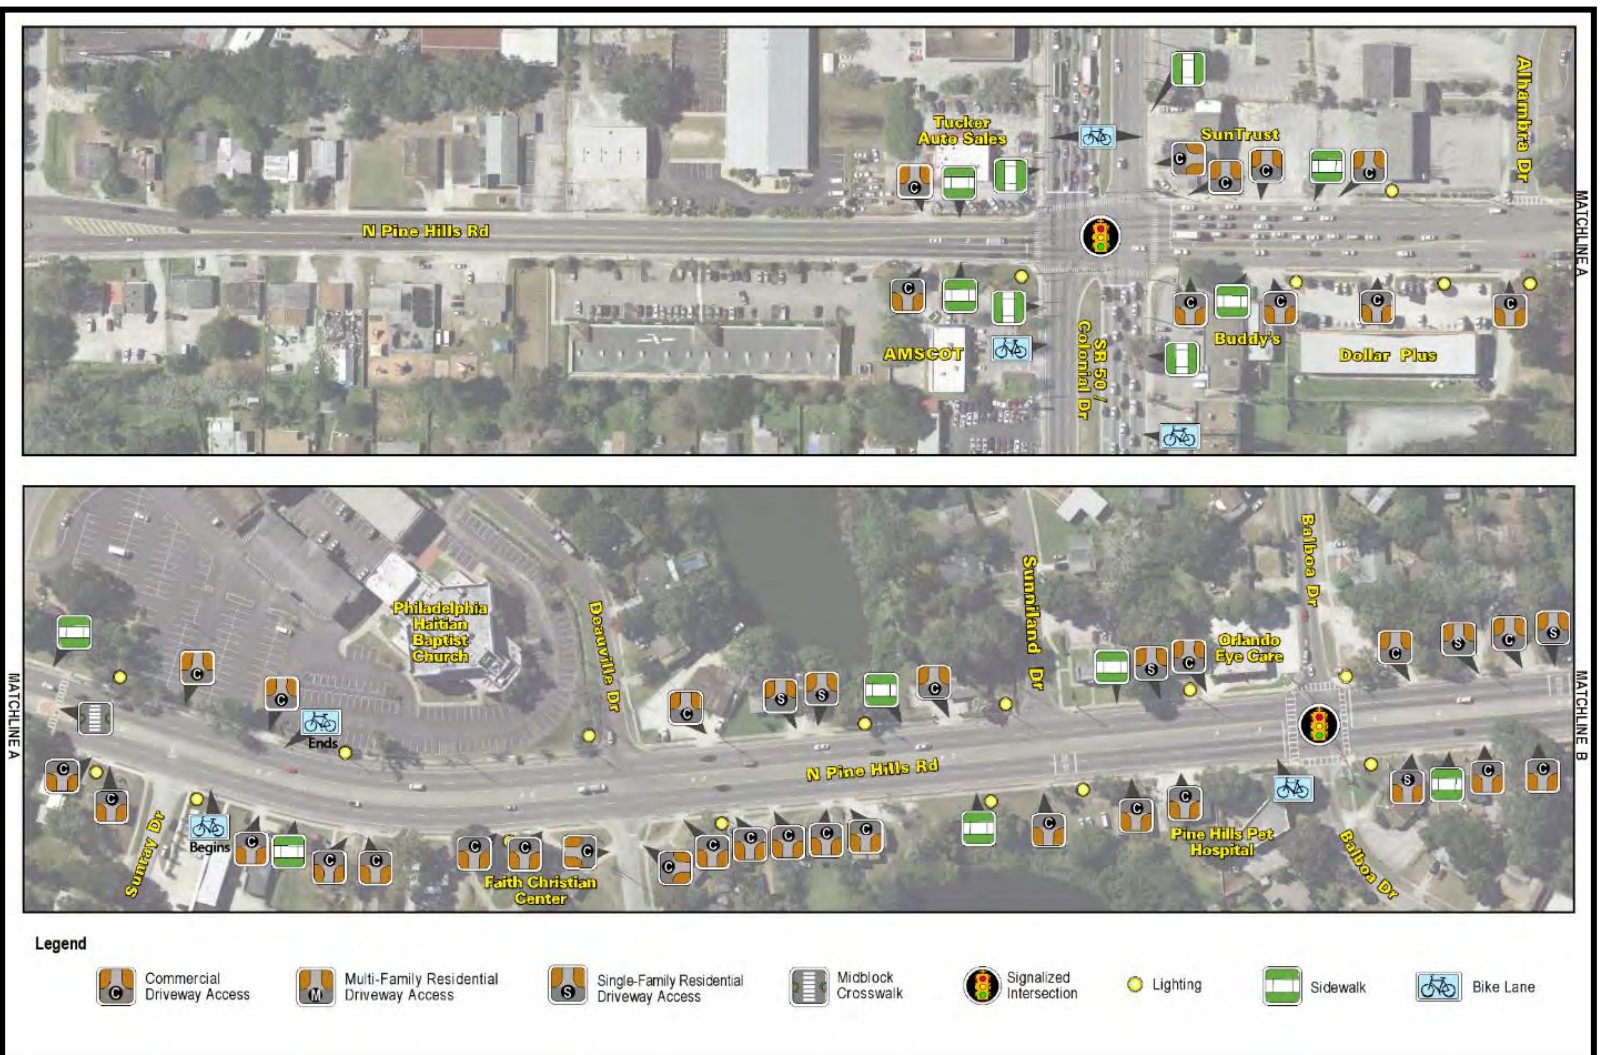 Alhambra Dr
Tucker
Auto Sales
SunTrust
MATCHLINE A
N Pine Hills Rd
C
C
C
C
C
C
C
C
C
C
AMSCOT
SR 50 /
Colonial Dr
Buddy's
Dollar Plus
Philadelphia
Haitian
Baptist
Church
Deauville Dr
Sunniland Dr
Balboa Dr
Orlando
Eye Care
MATCHLINE A
MATCHLINE B
C
C
Ends
C
S
S
C
S
C
C
S
C
S
N Pine Hills Rd
C
C
Sunray Dr
Begins
C
C
C
C
C
C
Faith Christian
Center
C
C
C
C
C
C
C
C
C
Pine Hills Pet
Hospital
Balboa Dr
S
C
C
Legend
C
Commercial
Driveway Access
M
Multi-Family Residential
Driveway Access
S
Single-Family Residential
Driveway Access
Midblock
Crosswalk
Signalized
Intersection
Lighting
Sidewalk
Bike Lane